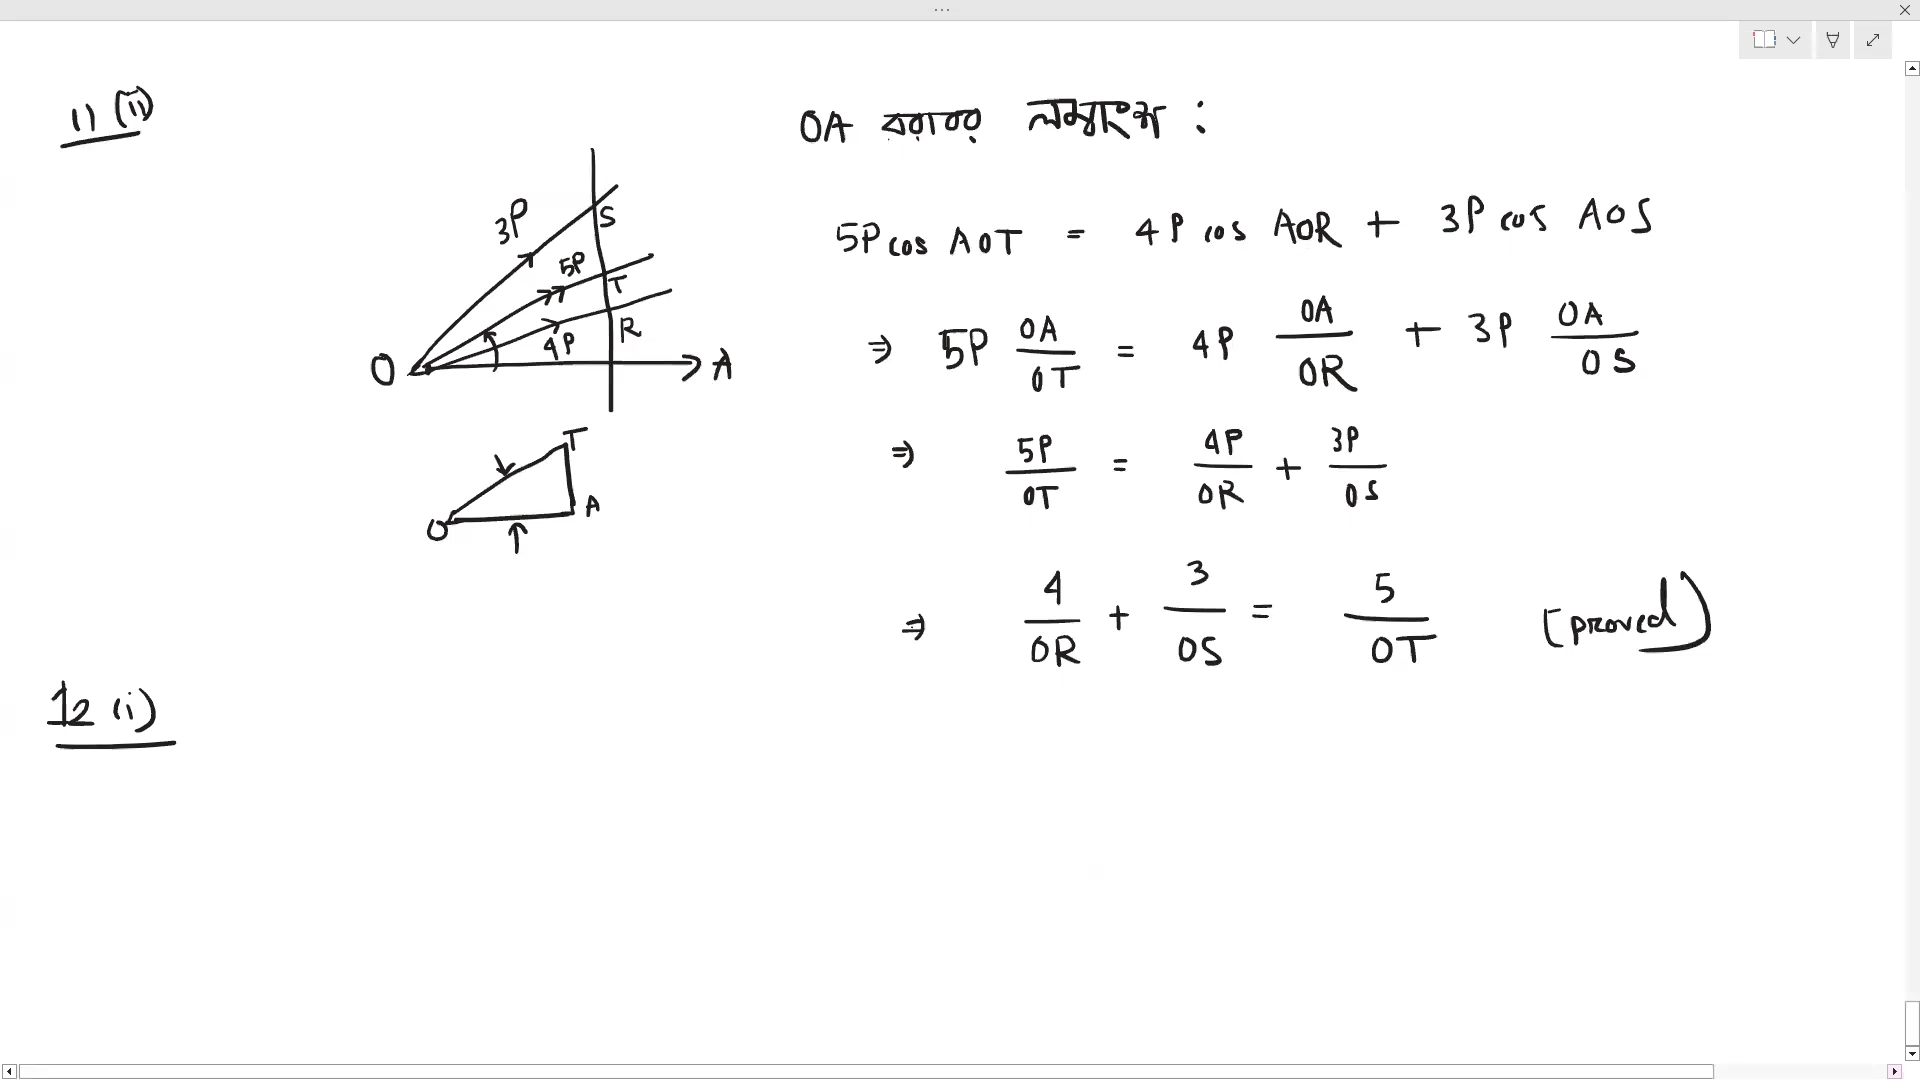 11 (ii)
OA বরাবর লম্বাংশ :
3P
S
5P
T
4P
R
O
A
5P cos AOT = 4P cos AOR + 3P cos AOS
⇒ 5P OA/OT = 4P OA/OR + 3P OA/OS
T
O
A
⇒ 5P/OT = 4P/OR + 3P/OS
⇒ 4/OR + 3/OS = 5/OT [proved)
12 (i)